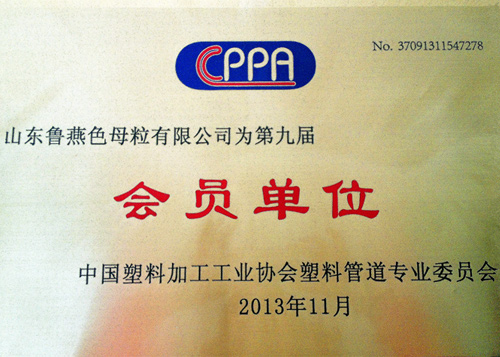 CPPA
No. 37091311547278
山东鲁燕色母粒有限公司为第九届
会员单位
中国塑料加工工业协会塑料管道专业委员会
2013年11月